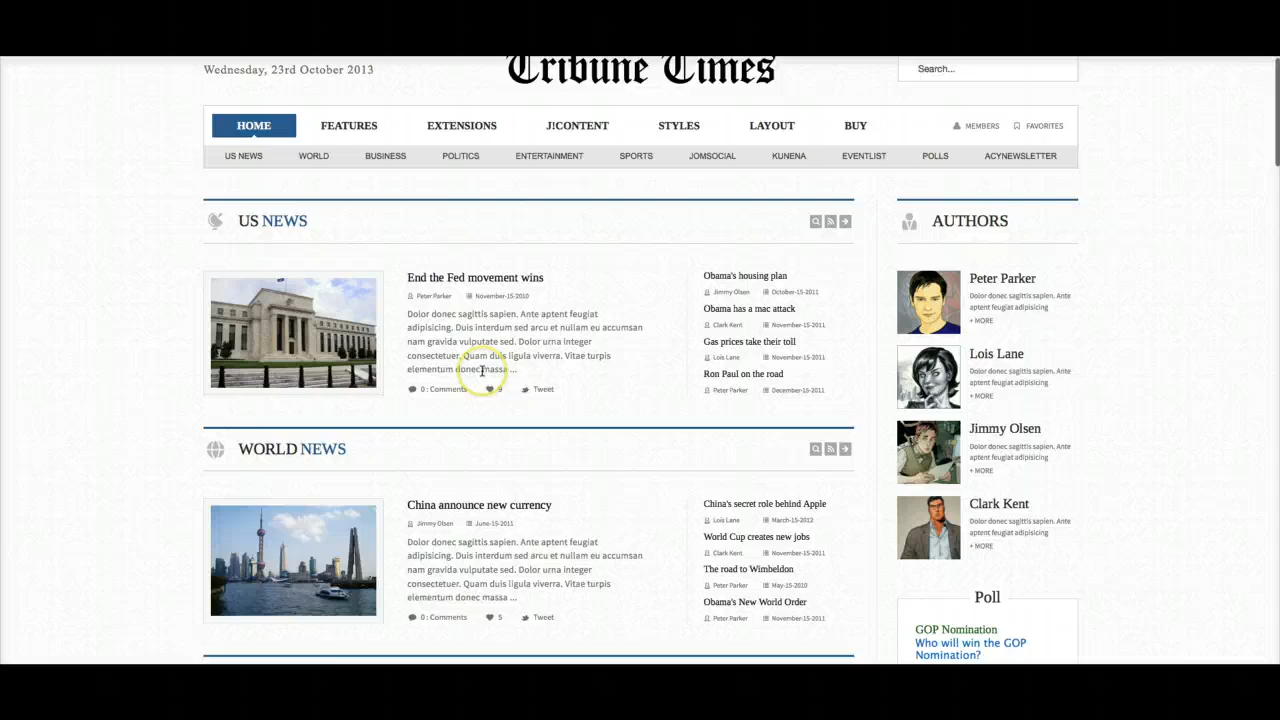 Tribune Times
Wednesday, 23rd October 2013
Search...
HOME FEATURES EXTENSIONS J!CONTENT STYLES LAYOUT BUY MEMBERS FAVORITES
US NEWS WORLD BUSINESS POLITICS ENTERTAINMENT SPORTS JOMSOCIAL KUNENA EVENTLIST POLLS ACYNEWSLETTER
US NEWS
End the Fed movement wins
Peter Parker November-15-2010
Dolor donec sagittis sapien. Ante aptent feugiat
adipisicing. Duis interdum sed arcu et nullam eu accumsan
nam gravida vulputate sed. Dolor urna integer
consectetuer. Quam duis ligula viverra. Vitae turpis
elementum donec massa ...
0 : Comments 9 Tweet
Obama's housing plan
Jimmy Olsen October-15-2011
Obama has a mac attack
Clark Kent November-15-2011
Gas prices take their toll
Lois Lane November-15-2011
Ron Paul on the road
Peter Parker December-15-2011
WORLD NEWS
China announce new currency
Jimmy Olsen June-15-2011
Dolor donec sagittis sapien. Ante aptent feugiat
adipisicing. Duis interdum sed arcu et nullam eu accumsan
nam gravida vulputate sed. Dolor urna integer
consectetuer. Quam duis ligula viverra. Vitae turpis
elementum donec massa ...
0 : Comments 5 Tweet
China's secret role behind Apple
Lois Lane March-15-2012
World Cup creates new jobs
Clark Kent November-15-2011
The road to Wimbeldon
Peter Parker May-15-2010
Obama's New World Order
Peter Parker November-15-2011
AUTHORS
Peter Parker
Dolor donec sagittis sapien. Ante
aptent feugiat adipisicing
+ MORE
Lois Lane
Dolor donec sagittis sapien. Ante
aptent feugiat adipisicing
+ MORE
Jimmy Olsen
Dolor donec sagittis sapien. Ante
aptent feugiat adipisicing
+ MORE
Clark Kent
Dolor donec sagittis sapien. Ante
aptent feugiat adipisicing
+ MORE
Poll
GOP Nomination
Who will win the GOP
Nomination?